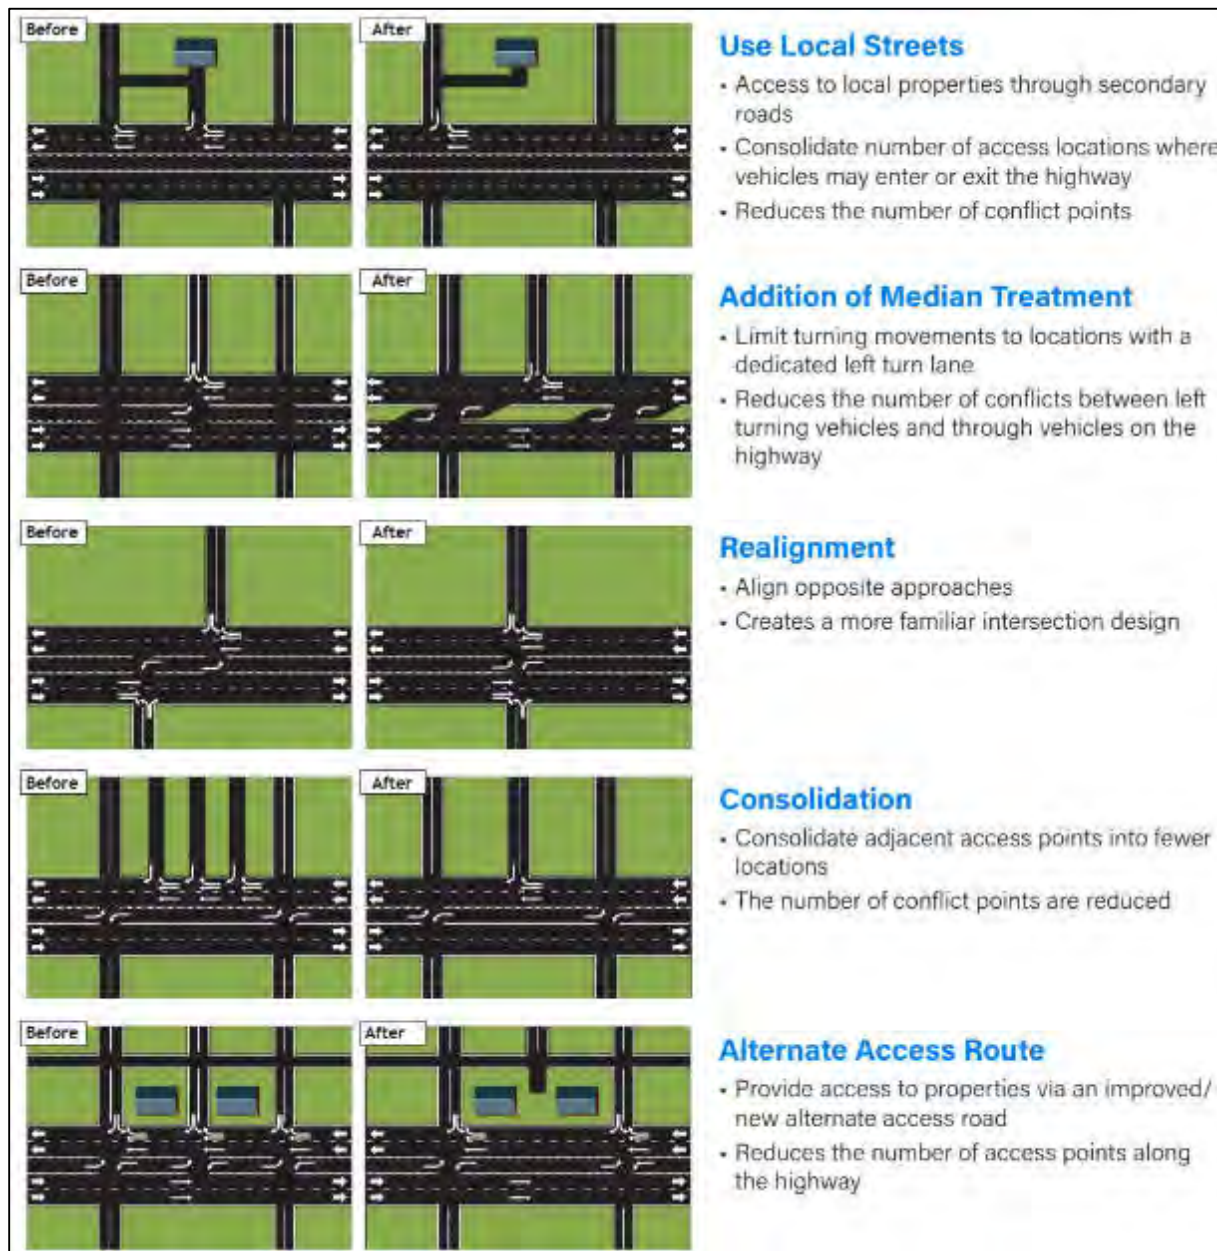 Before
After
Use Local Streets
• Access to local properties through secondary
roads
• Consolidate number of access locations where
vehicles may enter or exit the highway
• Reduces the number of conflict points
Before
After
Addition of Median Treatment
• Limit turning movements to locations with a
dedicated left turn lane
• Reduces the number of conflicts between left
turning vehicles and through vehicles on the
highway
Before
After
Realignment
• Align opposite approaches
• Creates a more familiar intersection design
Before
After
Consolidation
• Consolidate adjacent access points into fewer
locations
• The number of conflict points are reduced
Before
After
Alternate Access Route
• Provide access to properties via an improved/
new alternate access road
• Reduces the number of access points along
the highway